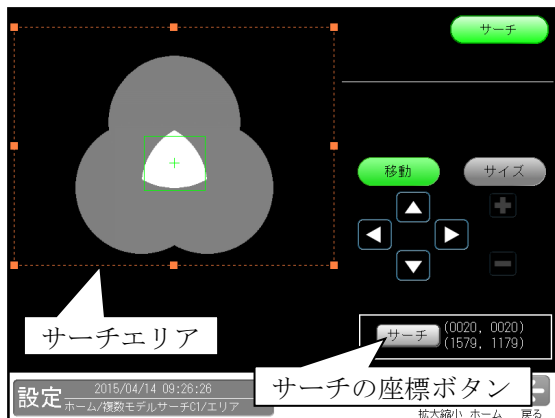 サーチ
移動
サイズ
サーチ
(0020, 0020)
(1579, 1179)
サーチエリア
サーチの座標ボタン
設定
2015/04/14 09:26:26
ホーム/複数モデルサーチC1/エリア
拡大縮小 ホーム 戻る